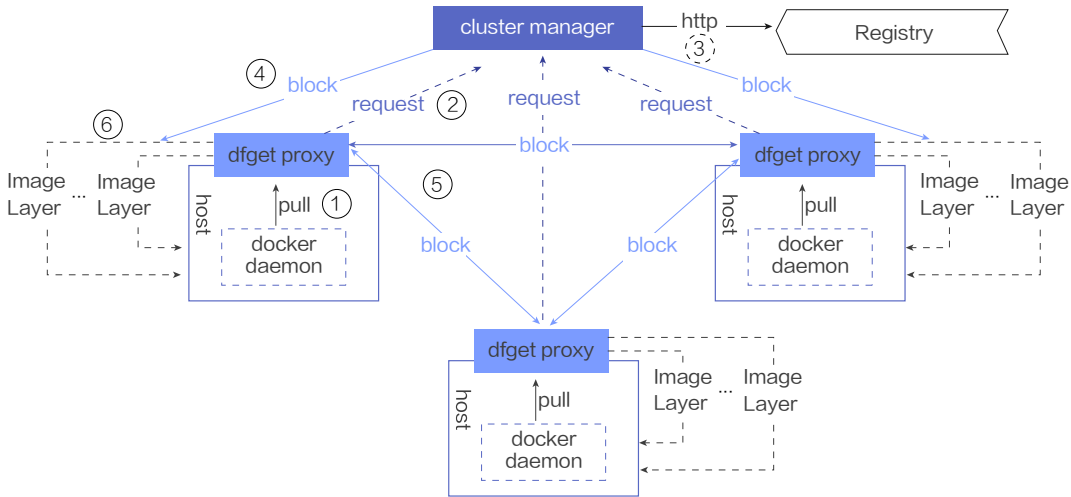 cluster manager
http
③
Registry
④
block
request
②
request
request
block
⑥
dfget proxy
block
dfget proxy
Image
Layer
...
Image
Layer
host
pull
①
docker
daemon
⑤
block
block
host
pull
docker
daemon
Image
Layer
...
Image
Layer
dfget proxy
host
pull
docker
daemon
Image
Layer
...
Image
Layer